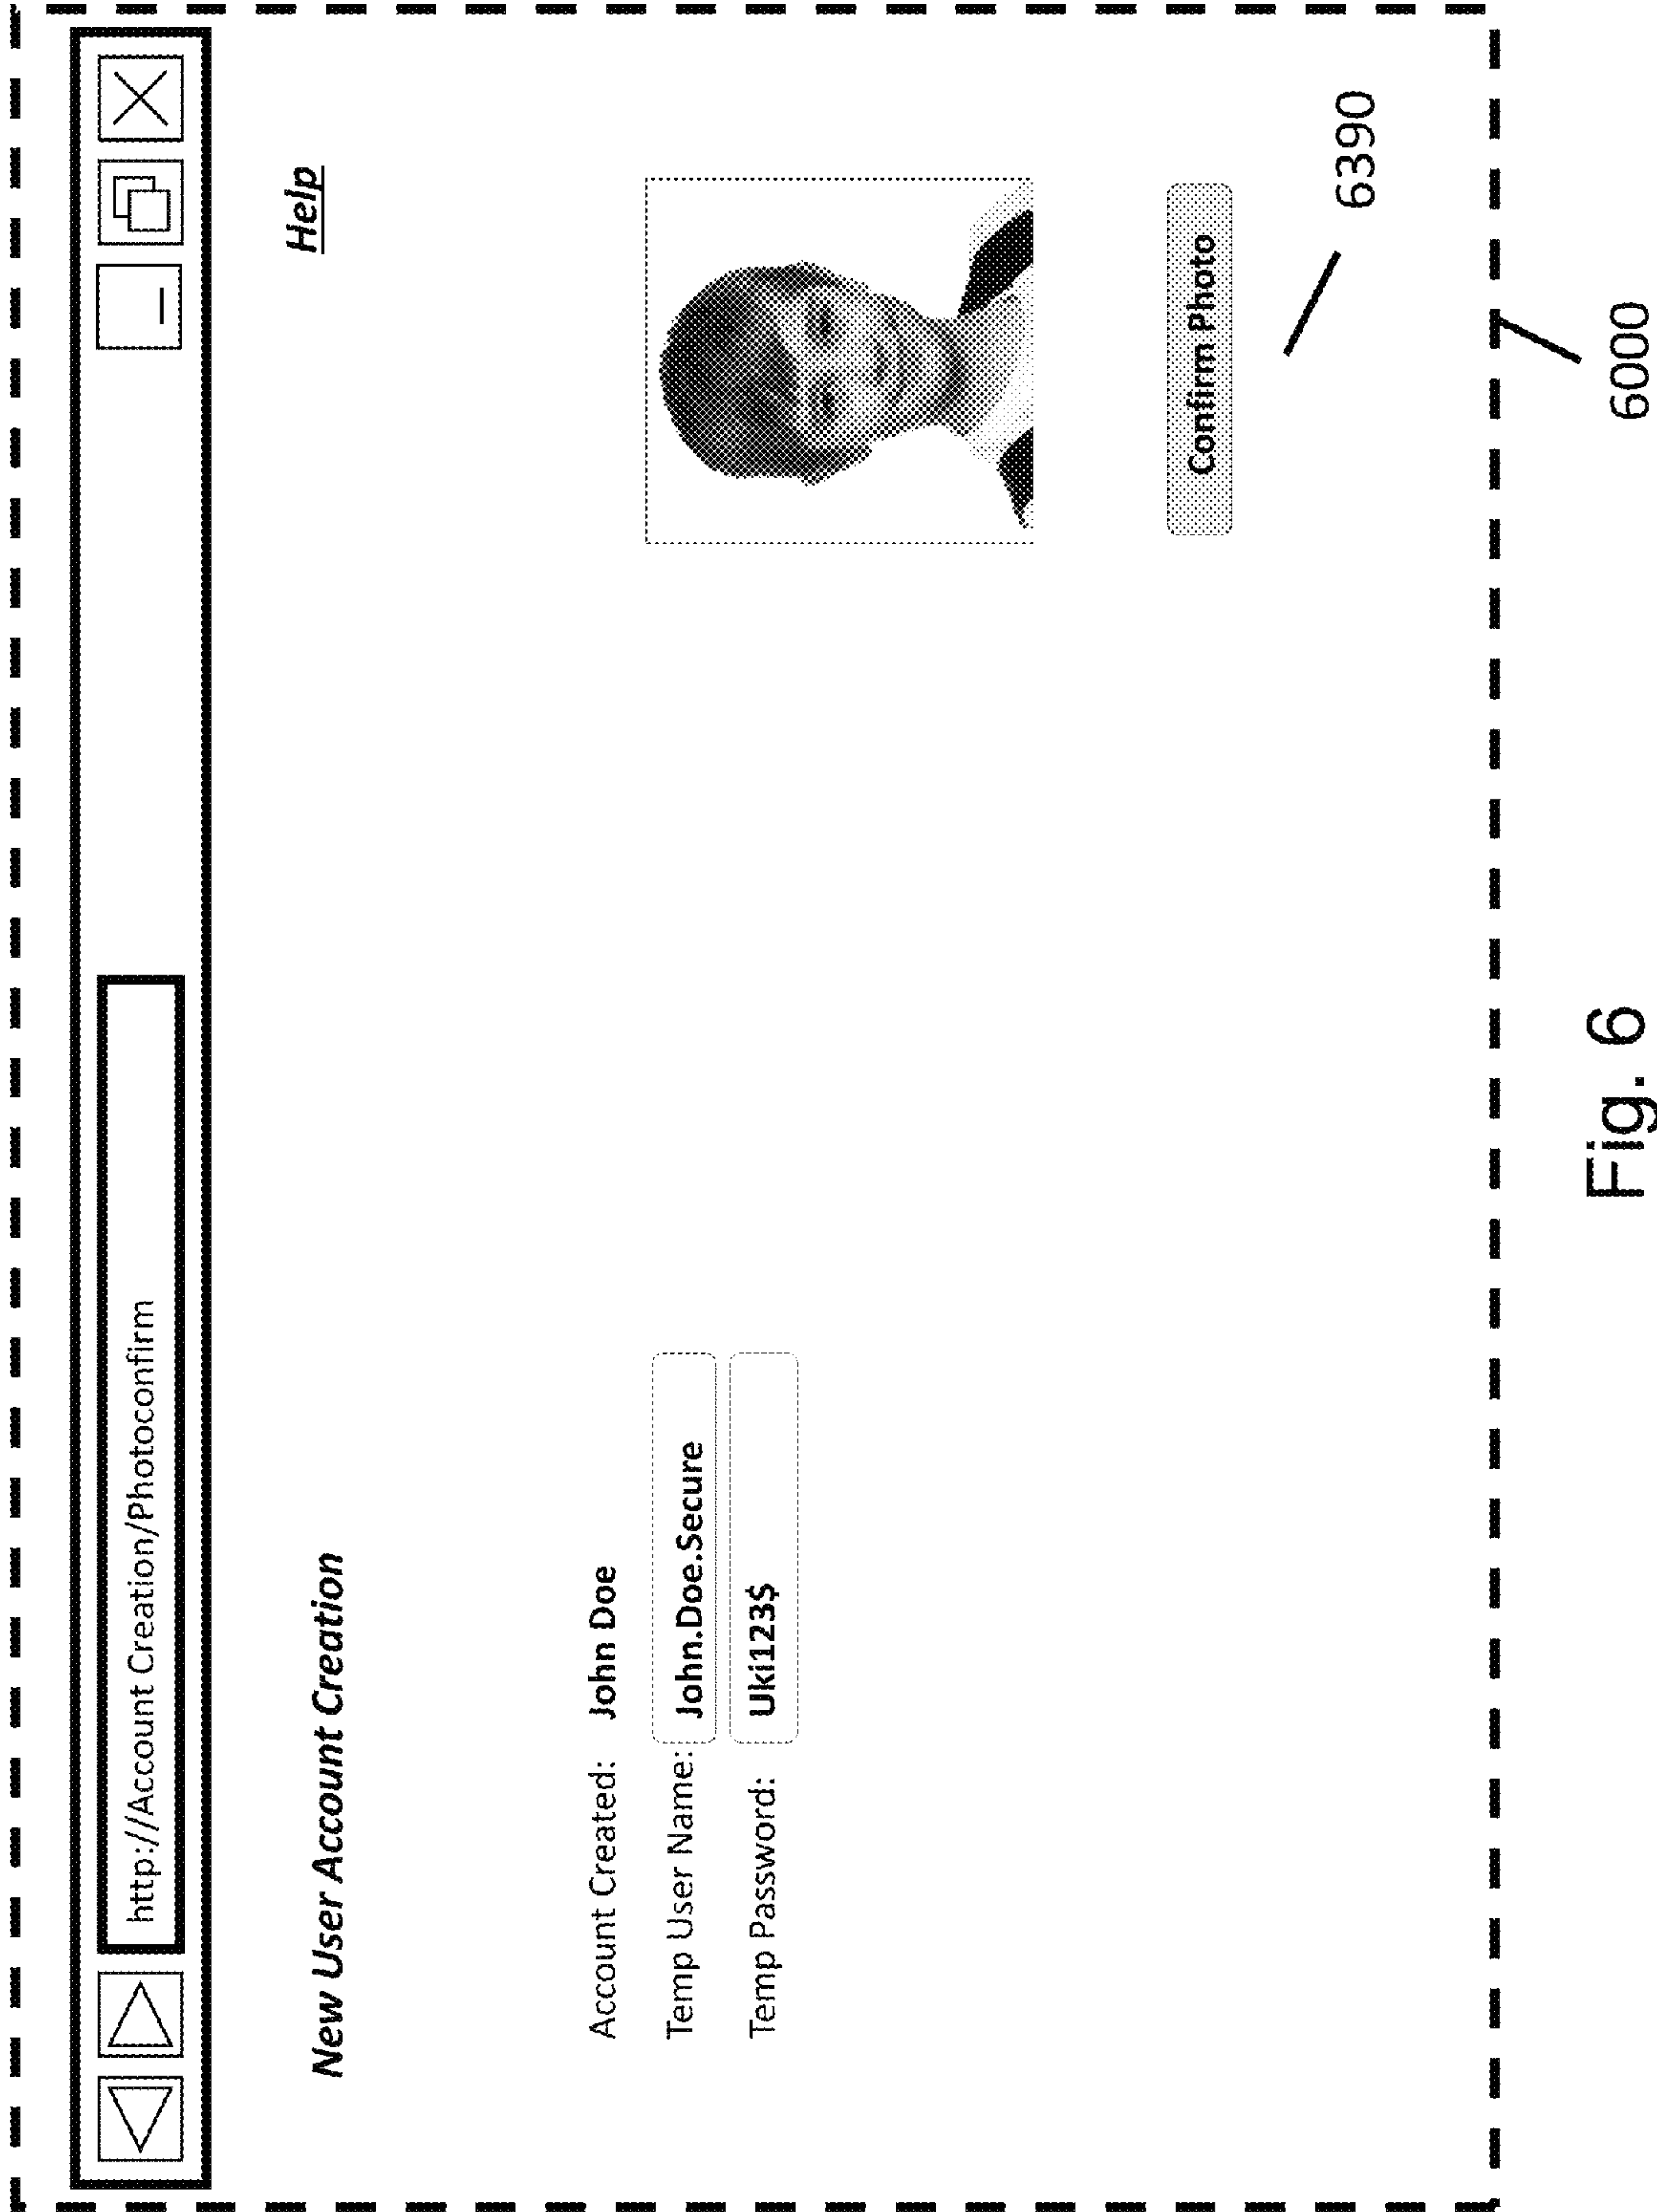 http://Account Creation/Photoconfirm
Help
New User Account Creation
Account Created: John Doe
Temp User Name: John.Doe.Secure
Temp Password: Uki123$
Confirm Photo
6390
6000
Fig. 6